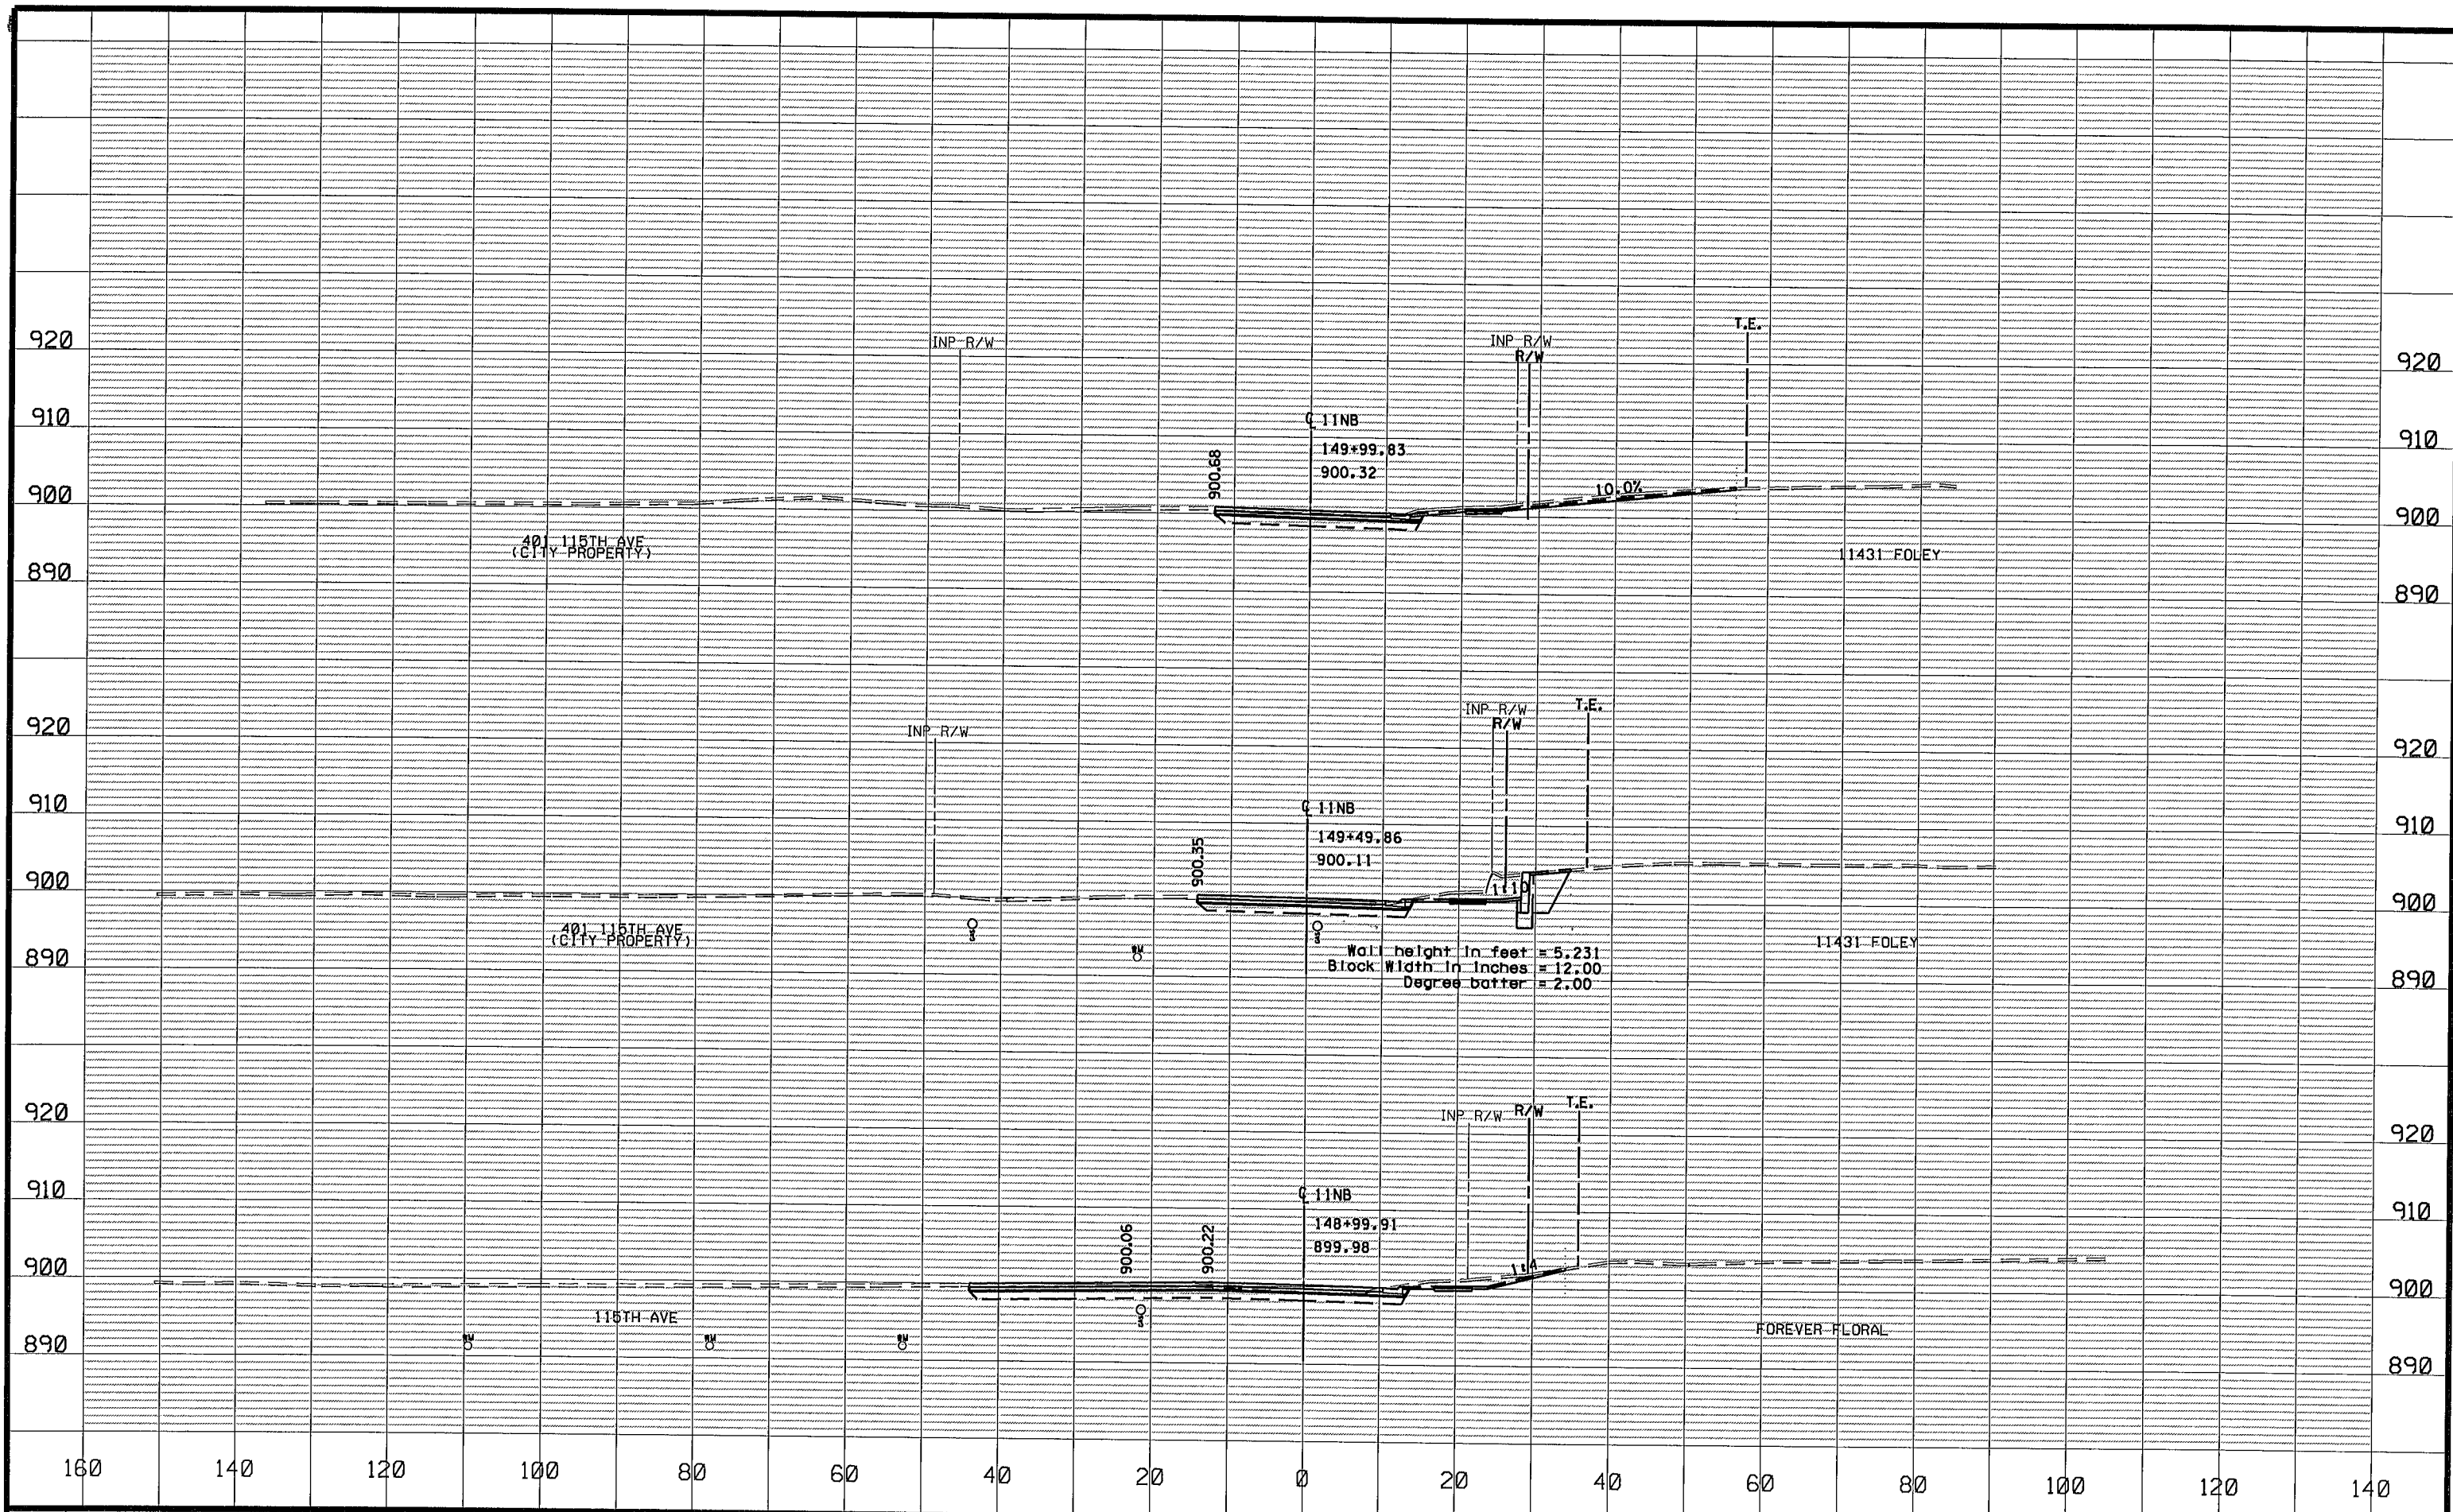 920
INP R/W
INP R/W
R/W
T.E.
920
910
℄ 11NB
910
149+99.83
900.68
900.32
900
10.0%
900
401 115TH AVE
(CITY PROPERTY)
11431 FOLEY
890
890
920
INP R/W
INP R/W
R/W
T.E.
920
910
℄ 11NB
910
149+49.86
900.35
900.11
900
1:10
900
S
S
401 115TH AVE
(CITY PROPERTY)
WM
11431 FOLEY
890
Wall height in feet = 5.231
Block Width in inches = 12.00
Degree batter = 2.00
890
920
INP R/W
R/W
T.E.
920
910
℄ 11NB
910
148+99.91
900.06
900.22
899.98
900
1:4
900
115TH AVE
S
WM
WM
WM
FOREVER FLORAL
890
890
160 140 120 100 80 60 40 20 0 20 40 60 80 100 120 140